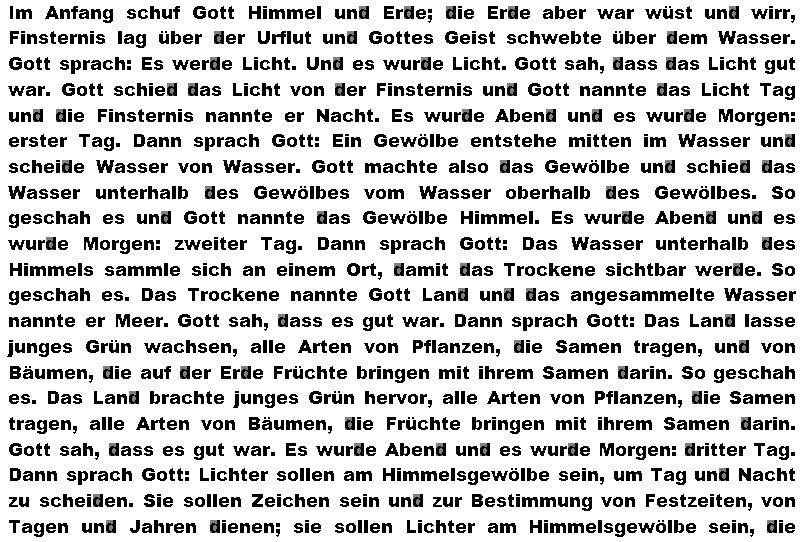 Im Anfang schuf Gott Himmel und Erde; die Erde aber war wüst und wirr,
Finsternis lag über der Urflut und Gottes Geist schwebte über dem Wasser.
Gott sprach: Es werde Licht. Und es wurde Licht. Gott sah, dass das Licht gut
war. Gott schied das Licht von der Finsternis und Gott nannte das Licht Tag
und die Finsternis nannte er Nacht. Es wurde Abend und es wurde Morgen:
erster Tag. Dann sprach Gott: Ein Gewölbe entstehe mitten im Wasser und
scheide Wasser von Wasser. Gott machte also das Gewölbe und schied das
Wasser unterhalb des Gewölbes vom Wasser oberhalb des Gewölbes. So
geschah es und Gott nannte das Gewölbe Himmel. Es wurde Abend und es
wurde Morgen: zweiter Tag. Dann sprach Gott: Das Wasser unterhalb des
Himmels sammle sich an einem Ort, damit das Trockene sichtbar werde. So
geschah es. Das Trockene nannte Gott Land und das angesammelte Wasser
nannte er Meer. Gott sah, dass es gut war. Dann sprach Gott: Das Land lasse
junges Grün wachsen, alle Arten von Pflanzen, die Samen tragen, und von
Bäumen, die auf der Erde Früchte bringen mit ihrem Samen darin. So geschah
es. Das Land brachte junges Grün hervor, alle Arten von Pflanzen, die Samen
tragen, alle Arten von Bäumen, die Früchte bringen mit ihrem Samen darin.
Gott sah, dass es gut war. Es wurde Abend und es wurde Morgen: dritter Tag.
Dann sprach Gott: Lichter sollen am Himmelsgewölbe sein, um Tag und Nacht
zu scheiden. Sie sollen Zeichen sein und zur Bestimmung von Festzeiten, von
Tagen und Jahren dienen; sie sollen Lichter am Himmelsgewölbe sein, die